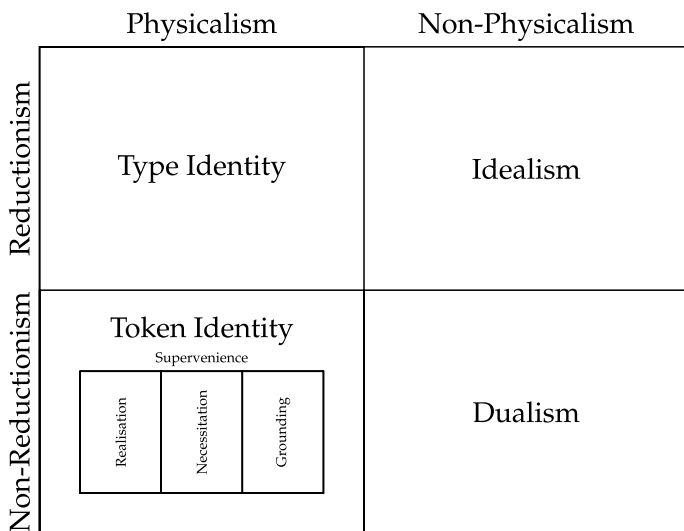 Physicalism
Non-Physicalism
Reductionism
Type Identity
Idealism
Non-Reductionism
Token Identity
Supervenience
Realisation
Necessitation
Grounding
Dualism